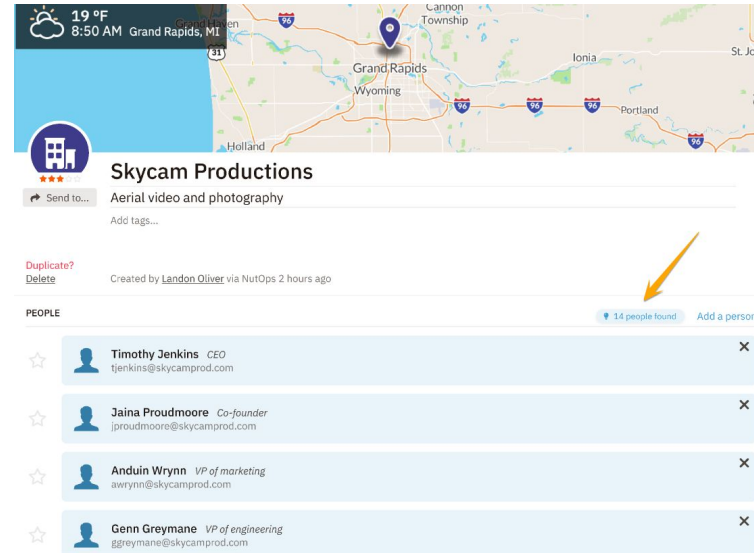 19 °F
8:50 AM Grand Rapids, MI
Grand Haven
96
Cannon
Township
31
Grand Rapids
Ionia
St. Jo
Wyoming
96
96
96
Portland
96
Holland
Skycam Productions
Send to...
Aerial video and photography
Add tags...
Duplicate?
Delete
Created by Landon Oliver via NutOps 2 hours ago
PEOPLE
14 people found
Add a person
Timothy Jenkins CEO
tjenkins@skycamprod.com
Jaina Proudmoore Co-founder
jproudmoore@skycamprod.com
Anduin Wrynn VP of marketing
awrynn@skycamprod.com
Genn Greymane VP of engineering
ggreymane@skycamprod.com